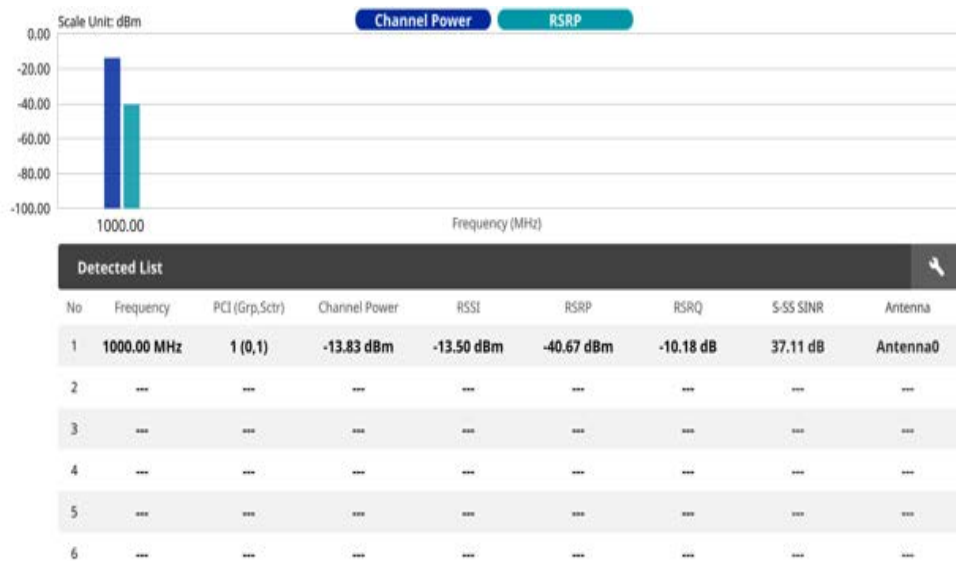 Scale Unit: dBm
Channel Power
RSRP
0.00
-20.00
-40.00
-60.00
-80.00
-100.00
1000.00
Frequency (MHz)
Detected List
No Frequency PCI (Grp,Sctr) Channel Power RSSI RSRP RSRQ S-SS SINR Antenna
1 1000.00 MHz 1 (0,1) -13.83 dBm -13.50 dBm -40.67 dBm -10.18 dB 37.11 dB Antenna0
2 --- --- --- --- --- --- --- ---
3 --- --- --- --- --- --- --- ---
4 --- --- --- --- --- --- --- ---
5 --- --- --- --- --- --- --- ---
6 --- --- --- --- --- --- --- ---